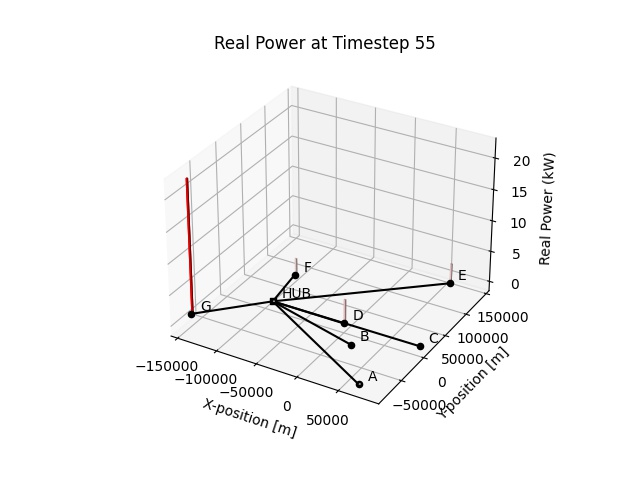 Real Power at Timestep 55
20
15
10
5
0
Real Power (kW)
F
E
HUB
G
D
B
C
A
−150000
−100000
−50000
0
50000
X-position [m]
150000
100000
50000
0
−50000
Y-position [m]